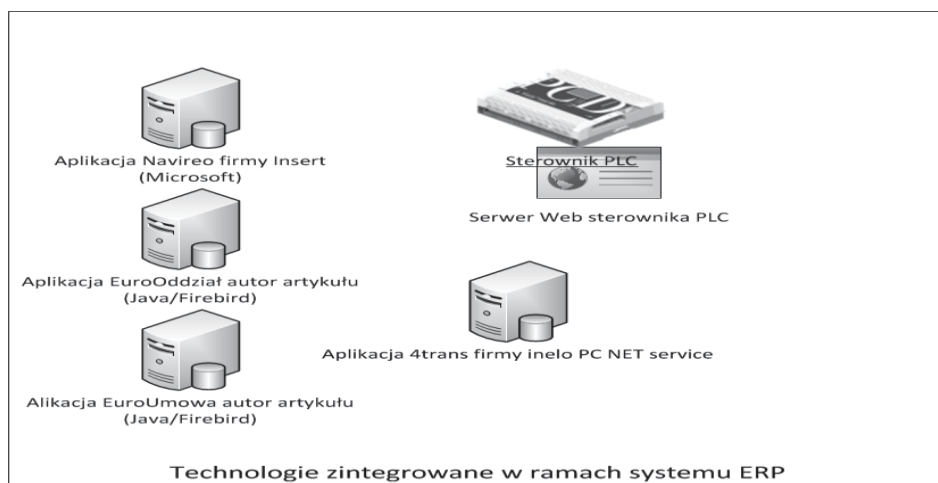 Aplikacja Navireo firmy Insert
(Microsoft)
Aplikacja EuroOddział autor artykułu
(Java/Firebird)
Alikacja EuroUmowa autor artykułu
(Java/Firebird)
PCD
Sterownik PLC
Serwer Web sterownika PLC
Aplikacja 4trans firmy inelo PC NET service
Technologie zintegrowane w ramach systemu ERP